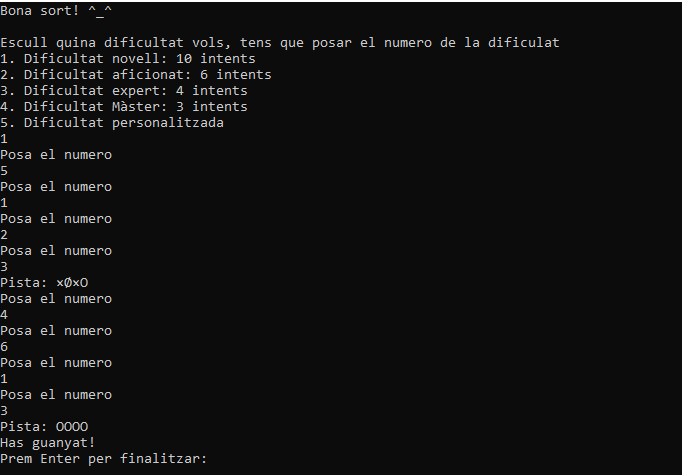 Bona sort! ^_^
Escull quina dificultat vols, tens que posar el numero de la dificulat
1. Dificultat novell: 10 intents
2. Dificultat aficionat: 6 intents
3. Dificultat expert: 4 intents
4. Dificultat Màster: 3 intents
5. Dificultat personalitzada
1
Posa el numero
5
Posa el numero
1
Posa el numero
2
Posa el numero
3
Pista: ×Ø×O
Posa el numero
4
Posa el numero
6
Posa el numero
1
Posa el numero
3
Pista: OOOO
Has guanyat!
Prem Enter per finalitzar: